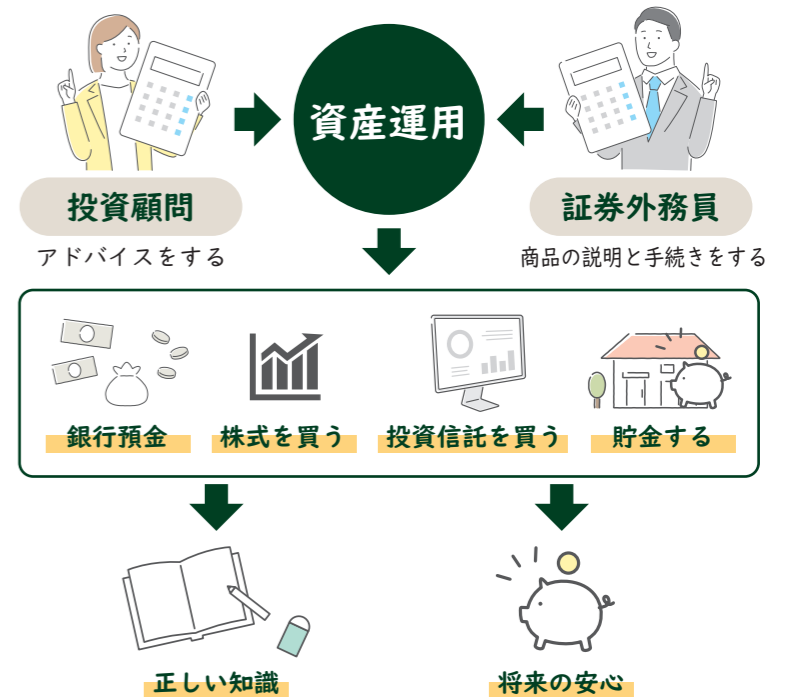 資産運用
投資顧問
アドバイスをする
証券外務員
商品の説明と手続きをする
銀行預金
株式を買う
投資信託を買う
貯金する
正しい知識
将来の安心